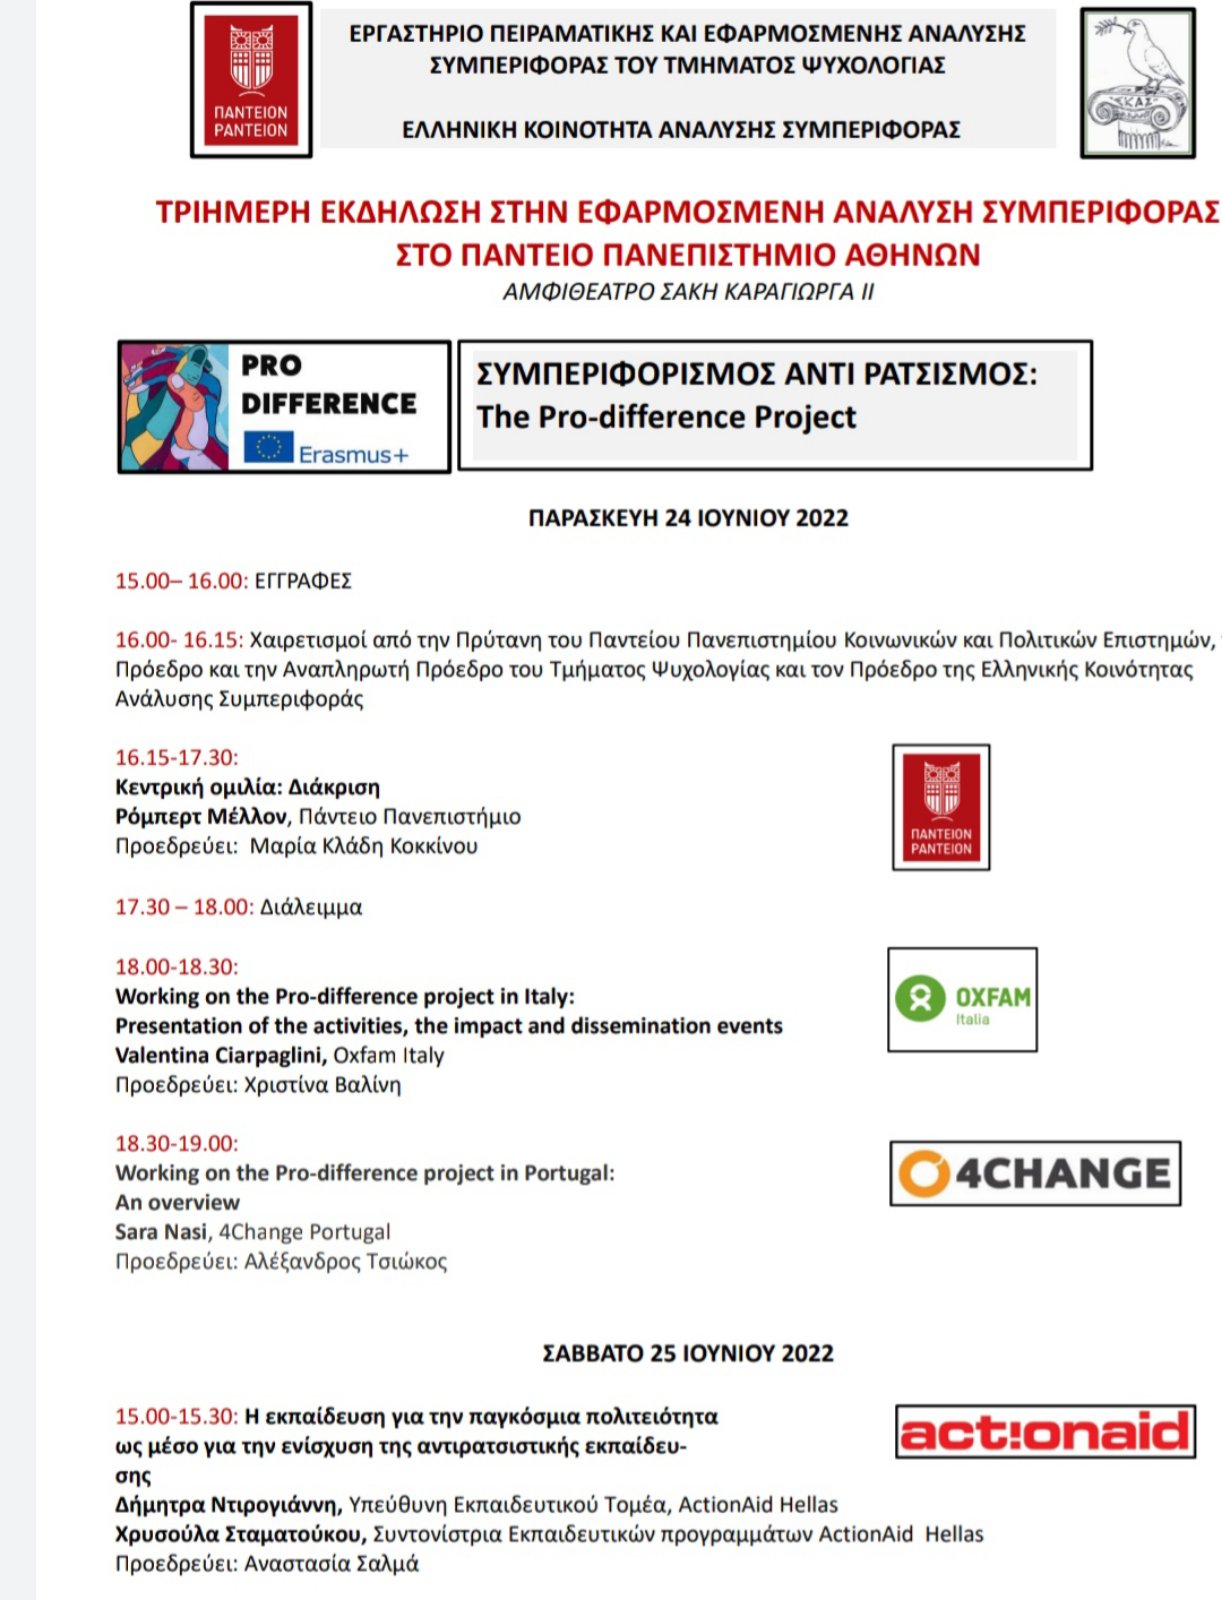 ΠΑΝΤΕΙΟΝ
PANTEION
ΕΡΓΑΣΤΗΡΙΟ ΠΕΙΡΑΜΑΤΙΚΗΣ ΚΑΙ ΕΦΑΡΜΟΣΜΕΝΗΣ ΑΝΑΛΥΣΗΣ
ΣΥΜΠΕΡΙΦΟΡΑΣ ΤΟΥ ΤΜΗΜΑΤΟΣ ΨΥΧΟΛΟΓΙΑΣ
ΕΛΛΗΝΙΚΗ ΚΟΙΝΟΤΗΤΑ ΑΝΑΛΥΣΗΣ ΣΥΜΠΕΡΙΦΟΡΑΣ
ΕΚΑΣ
ΤΡΙΗΜΕΡΗ ΕΚΔΗΛΩΣΗ ΣΤΗΝ ΕΦΑΡΜΟΣΜΕΝΗ ΑΝΑΛΥΣΗ ΣΥΜΠΕΡΙΦΟΡΑΣ
ΣΤΟ ΠΑΝΤΕΙΟ ΠΑΝΕΠΙΣΤΗΜΙΟ ΑΘΗΝΩΝ
ΑΜΦΙΘΕΑΤΡΟ ΣΑΚΗ ΚΑΡΑΓΙΩΡΓΑ ΙΙ
PRO
DIFFERENCE
Erasmus+
ΣΥΜΠΕΡΙΦΟΡΙΣΜΟΣ ΑΝΤΙ ΡΑΤΣΙΣΜΟΣ:
The Pro-difference Project
ΠΑΡΑΣΚΕΥΗ 24 ΙΟΥΝΙΟΥ 2022
15.00– 16.00: ΕΓΓΡΑΦΕΣ
16.00- 16.15: Χαιρετισμοί από την Πρύτανη του Παντείου Πανεπιστημίου Κοινωνικών και Πολιτικών Επιστημών,
Πρόεδρο και την Αναπληρωτή Πρόεδρο του Τμήματος Ψυχολογίας και τον Πρόεδρο της Ελληνικής Κοινότητας
Ανάλυσης Συμπεριφοράς
16.15-17.30:
Κεντρική ομιλία: Διάκριση
Ρόμπερτ Μέλλον, Πάντειο Πανεπιστήμιο
Προεδρεύει:  Μαρία Κλάδη Κοκκίνου
ΠΑΝΤΕΙΟΝ
PANTEION
17.30 – 18.00: Διάλειμμα
18.00-18.30:
Working on the Pro-difference project in Italy:
Presentation of the activities, the impact and dissemination events
Valentina Ciarpaglini, Oxfam Italy
Προεδρεύει: Χριστίνα Βαλίνη
OXFAM
Italia
18.30-19.00:
Working on the Pro-difference project in Portugal:
An overview
Sara Nasi, 4Change Portugal
Προεδρεύει: Αλέξανδρος Τσιώκος
4CHANGE
ΣΑΒΒΑΤΟ 25 ΙΟΥΝΙΟΥ 2022
15.00-15.30: Η εκπαίδευση για την παγκόσμια πολιτειότητα
ως μέσο για την ενίσχυση της αντιρατσιστικής εκπαίδευ-
σης
Δήμητρα Ντιρογιάννη, Υπεύθυνη Εκπαιδευτικού Τομέα, ActionAid Hellas
Χρυσούλα Σταματούκου, Συντονίστρια Εκπαιδευτικών προγραμμάτων ActionAid  Hellas
Προεδρεύει: Αναστασία Σαλμά
act!onaid